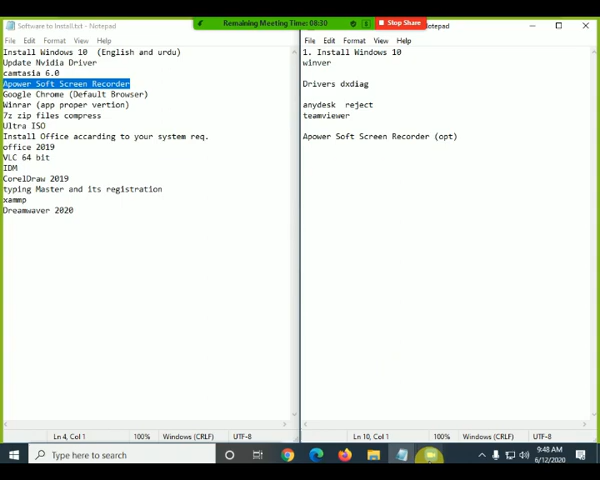 Software to Install.txt - Notepad
Remaining Meeting Time: 08:30
Stop Share
Notepad
File Edit Format View Help
File Edit Format View Help
Install Windows 10 (English and urdu)
Update Nvidia Driver
camtasia 6.0
Apower Soft Screen Recorder
Google Chrome (Default Browser)
Winrar (app proper vertion)
7z zip files compress
Ultra ISO
Install Office according to your system req.
office 2019
VLC 64 bit
IDM
CorelDraw 2019
typing Master and its registration
xammp
Dreamwaver 2020
1. Install Windows 10
winver
Drivers dxdiag
anydesk reject
teamviewer
Apower Soft Screen Recorder (opt)
Ln 4, Col 1 100% Windows (CRLF) UTF-8
Ln 10, Col 1 100% Windows (CRLF) UTF-8
Type here to search
9:48 AM
6/12/2020